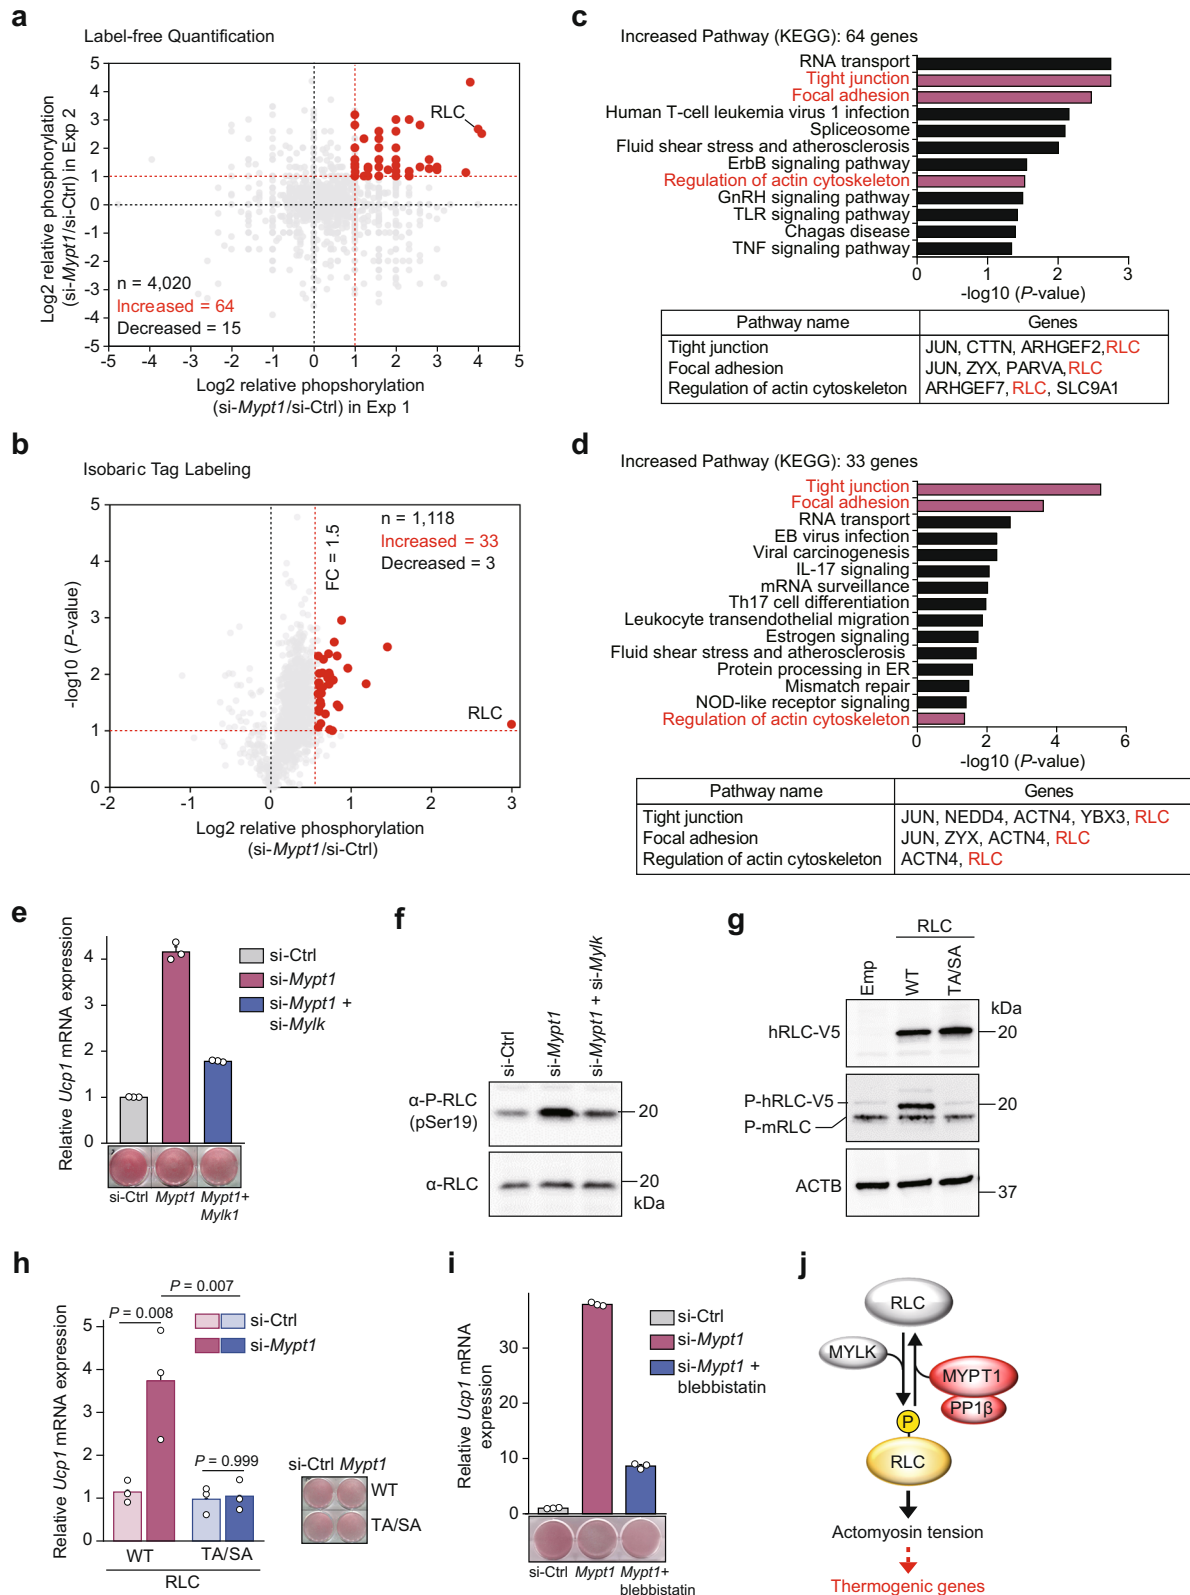 a
Label-free Quantification
Log2 relative phosphorylation
(si-Mypt1/si-Ctrl) in Exp 2
5
4
3
2
1
0
-1
-2
-3
-4
-5
RLC
n = 4,020
Increased = 64
Decreased = 15
-5 -4 -3 -2 -1 0 1 2 3 4 5
Log2 relative phopshorylation
(si-Mypt1/si-Ctrl) in Exp 1
b
Isobaric Tag Labeling
-log10 (P-value)
5
4
3
2
1
0
FC = 1.5
n = 1,118
Increased = 33
Decreased = 3
RLC
-2 -1 0 1 2 3
Log2 relative phosphorylation
(si-Mypt1/si-Ctrl)
c
Increased Pathway (KEGG): 64 genes
RNA transport
Tight junction
Focal adhesion
Human T-cell leukemia virus 1 infection
Spliceosome
Fluid shear stress and atherosclerosis
ErbB signaling pathway
Regulation of actin cytoskeleton
GnRH signaling pathway
TLR signaling pathway
Chagas disease
TNF signaling pathway
0 1 2 3
-log10 (P-value)
Pathway name Genes
Tight junction JUN, CTTN, ARHGEF2,RLC
Focal adhesion JUN, ZYX, PARVA,RLC
Regulation of actin cytoskeleton ARHGEF7, RLC, SLC9A1
d
Increased Pathway (KEGG): 33 genes
Tight junction
Focal adhesion
RNA transport
EB virus infection
Viral carcinogenesis
IL-17 signaling
mRNA surveillance
Th17 cell differentiation
Leukocyte transendothelial migration
Estrogen signaling
Fluid shear stress and atherosclerosis
Protein processing in ER
Mismatch repair
NOD-like receptor signaling
Regulation of actin cytoskeleton
0 2 4 6
-log10 (P-value)
Pathway name Genes
Tight junction JUN, NEDD4, ACTN4, YBX3, RLC
Focal adhesion JUN, ZYX, ACTN4, RLC
Regulation of actin cytoskeleton ACTN4, RLC
e
Relative Ucp1 mRNA expression
4
3
2
1
0
si-Ctrl
si-Mypt1
si-Mypt1 +
si-Mylk
si-Ctrl Mypt1 Mypt1+
Mylk1
f
si-Ctrl
si-Mypt1
si-Mypt1 + si-Mylk
α-P-RLC
(pSer19)
20
α-RLC
20
kDa
g
RLC
Emp
WT
TA/SA
kDa
hRLC-V5
20
P-hRLC-V5
20
P-mRLC
ACTB
37
h
Relative Ucp1 mRNA expression
5
4
3
2
1
0
P = 0.007
P = 0.008
P = 0.999
si-Ctrl
si-Mypt1
WT TA/SA
RLC
si-Ctrl Mypt1
WT
TA/SA
i
Relative Ucp1 mRNA
expression
30
20
10
0
si-Ctrl
si-Mypt1
si-Mypt1 +
blebbistatin
si-Ctrl Mypt1 Mypt1+
blebbistatin
j
RLC
MYLK
MYPT1
PP1β
P
RLC
Actomyosin tension
Thermogenic genes